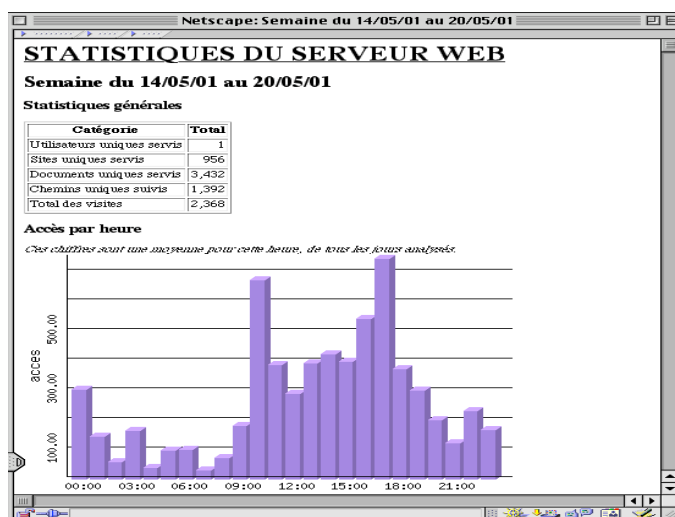 Netscape: Semaine du 14/05/01 au 20/05/01
STATISTIQUES DU SERVEUR WEB
Semaine du 14/05/01 au 20/05/01
Statistiques générales
Catégorie Total
Utilisateurs uniques servis 1
Sites uniques servis 956
Documents uniques servis 3,432
Chemins uniques suivis 1,392
Total des visites 2,368
Accès par heure
Ces chiffres sont une moyenne pour cette heure, de tous les jours analysés.
acces
500.00
300.00
100.00
00:00 03:00 06:00 09:00 12:00 15:00 18:00 21:00